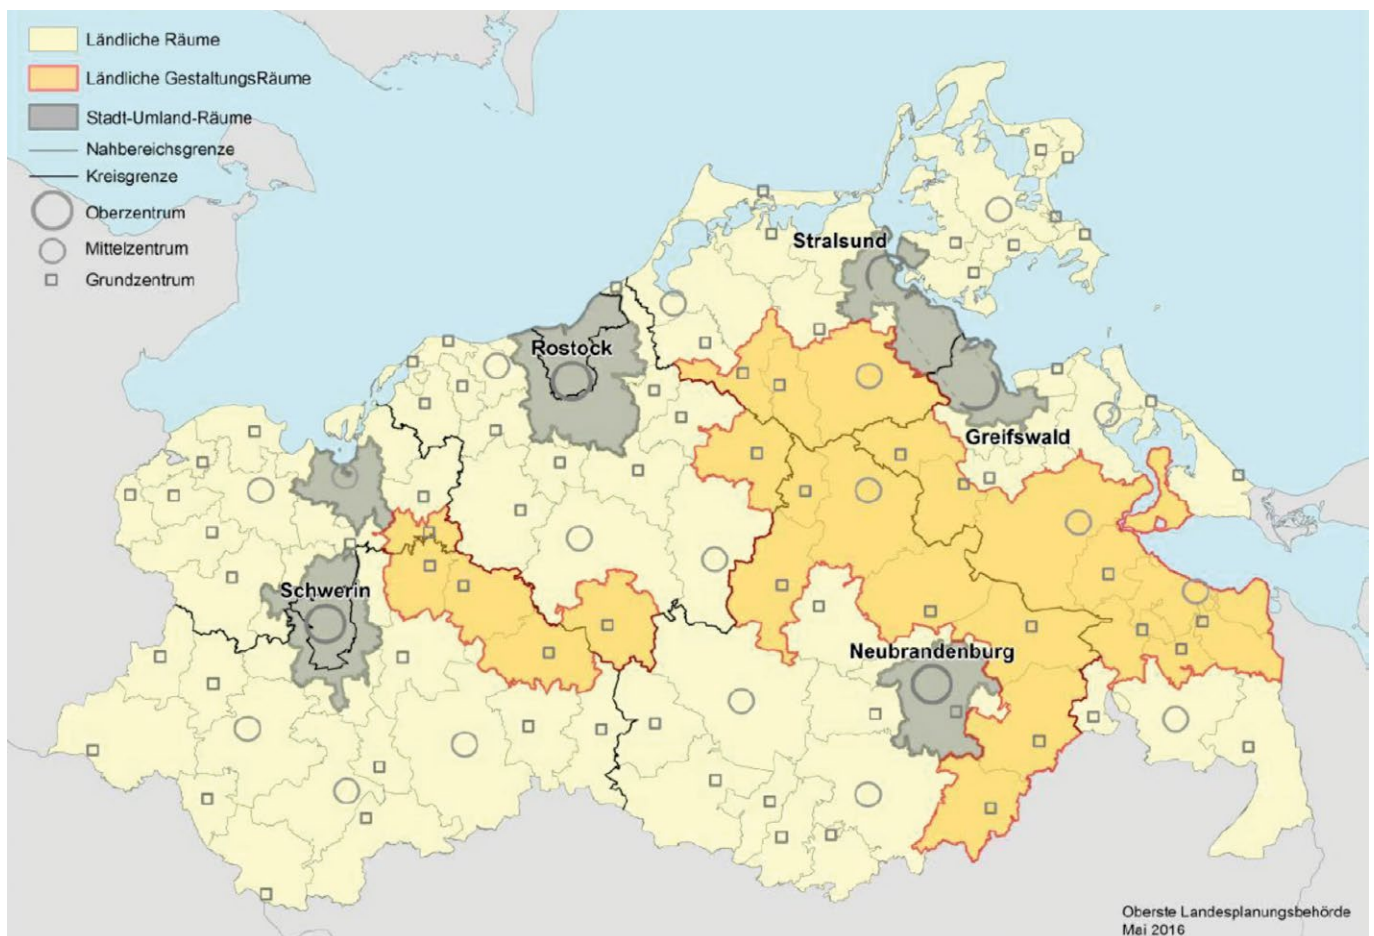 Ländliche Räume
Ländliche GestaltungsRäume
Stadt-Umland-Räume
Nahbereichsgrenze
Kreisgrenze
Oberzentrum
Mittelzentrum
Grundzentrum
Stralsund
Rostock
Greifswald
Schwerin
Neubrandenburg
Oberste Landesplanungsbehörde
Mai 2016